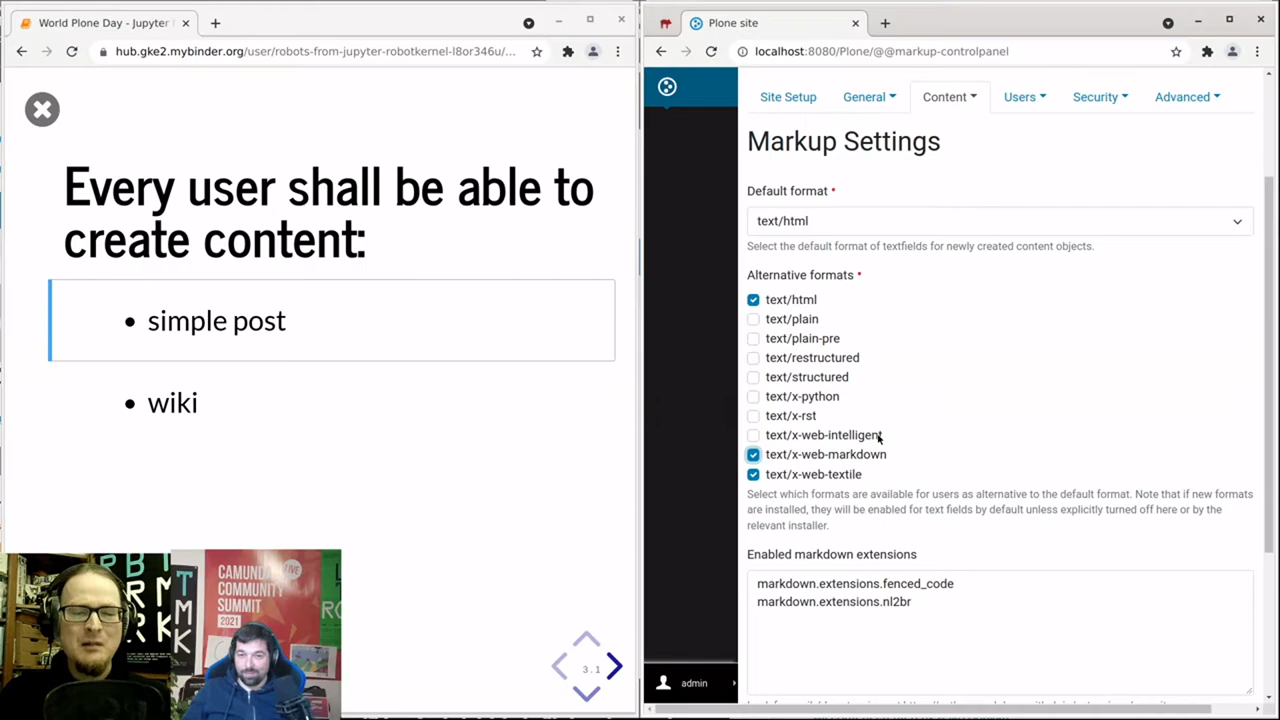 World Plone Day - Jupyter
hub.gke2.mybinder.org/user/robots-from-jupyter-robotkernel-l8or346u/...
Every user shall be able to
create content:
• simple post
• wiki
3.1
CAMUNDA
COMMUNITY
SUMMIT
2021
LIVE
TMK
Plone site
localhost:8080/Plone/@@markup-controlpanel
Site Setup General Content Users Security Advanced
Markup Settings
Default format •
text/html
Select the default format of textfields for newly created content objects.
Alternative formats •
text/html
text/plain
text/plain-pre
text/restructured
text/structured
text/x-python
text/x-rst
text/x-web-intelligent
text/x-web-markdown
text/x-web-textile
Select which formats are available for users as alternative to the default format. Note that if new formats
are installed, they will be enabled for text fields by default unless explicitly turned off here or by the
relevant installer.
Enabled markdown extensions
markdown.extensions.fenced_code
markdown.extensions.nl2br
admin